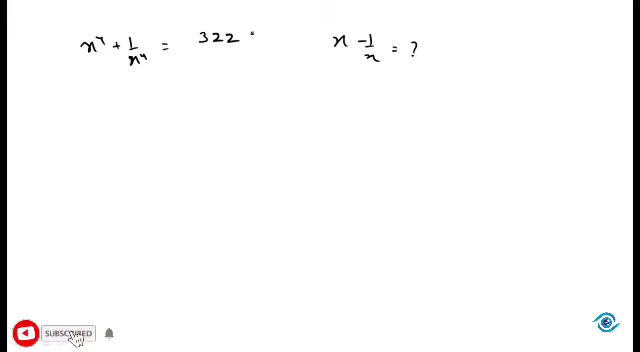 x⁴ + 1/x⁴ = 322 x - 1/x = ?
SUBSCRIBED